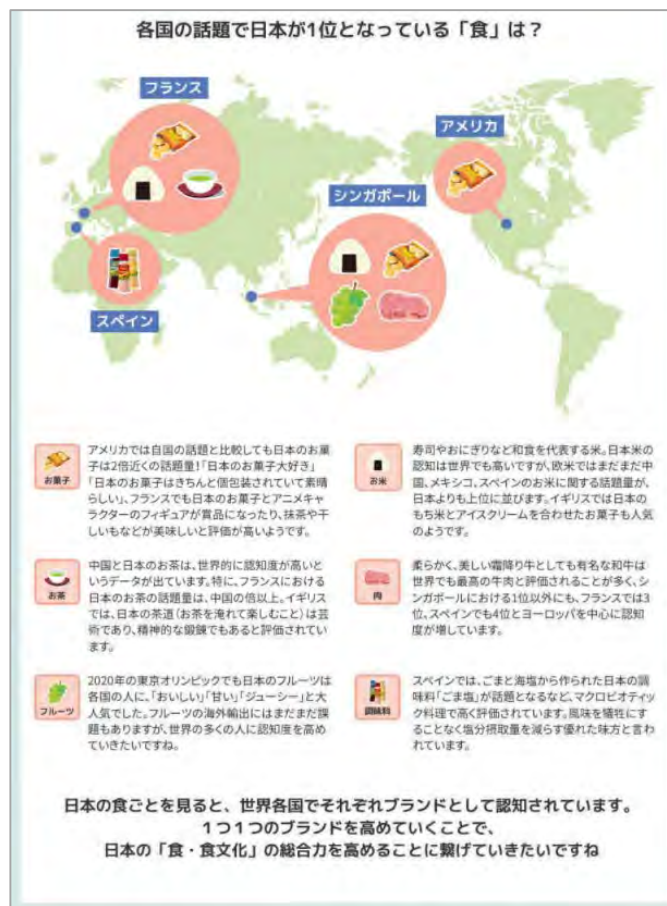 各国の話題で日本が1位となっている「食」は？
フランス
アメリカ
シンガポール
スペイン
お菓子
アメリカでは自国の話題と比較しても日本のお菓
子は2倍近くの話題量！「日本のお菓子大好き」
「日本のお菓子はきちんと個包装されていて素晴
らしい」、フランスでも日本のお菓子とアニメキャ
ラクターのフィギュアが賞品になったり、抹茶や干
しいもなどが美味しいと評価が高いようです。
お米
寿司やおにぎりなど和食を代表する米。日本米の
認知は世界でも高いですが、欧米ではまだまだ中
国、メキシコ、スペインのお米に関する話題量が、
日本よりも上位に並びます。イギリスでは日本の
もち米とアイスクリームを合わせたお菓子も人気
のようです。
お茶
中国と日本のお茶は、世界的に認知度が高いと
いうデータが出ています。特に、フランスにおける
日本のお茶の話題量は、中国の倍以上。イギリス
では、日本の茶道（お茶を淹れて楽しむこと）は芸
術であり、精神的な鍛錬でもあると評価されてい
ます。
肉
柔らかく、美しい霜降り牛としても有名な和牛は
世界でも最高の牛肉と評価されることが多く、シ
ンガポールにおける1位以外にも、フランスでは3
位、スペインでも4位とヨーロッパを中心に認知
度が増しています。
フルーツ
2020年の東京オリンピックでも日本のフルーツは
各国の人に、「おいしい」「甘い」「ジューシー」と大
人気でした。フルーツの海外輸出にはまだまだ課
題もありますが、世界の多くの人に認知度を高め
ていきたいですね。
調味料
スペインでは、ごまと海塩から作られた日本の調
味料「ごま塩」が話題となるなど、マクロビオティッ
ク料理で高く評価されています。風味を犠牲にす
ることなく塩分摂取量を減らす優れた味方と言わ
れています。
日本の食ごとを見ると、世界各国でそれぞれブランドとして認知されています。
１つ１つのブランドを高めていくことで、
日本の「食・食文化」の総合力を高めることに繋げていきたいですね